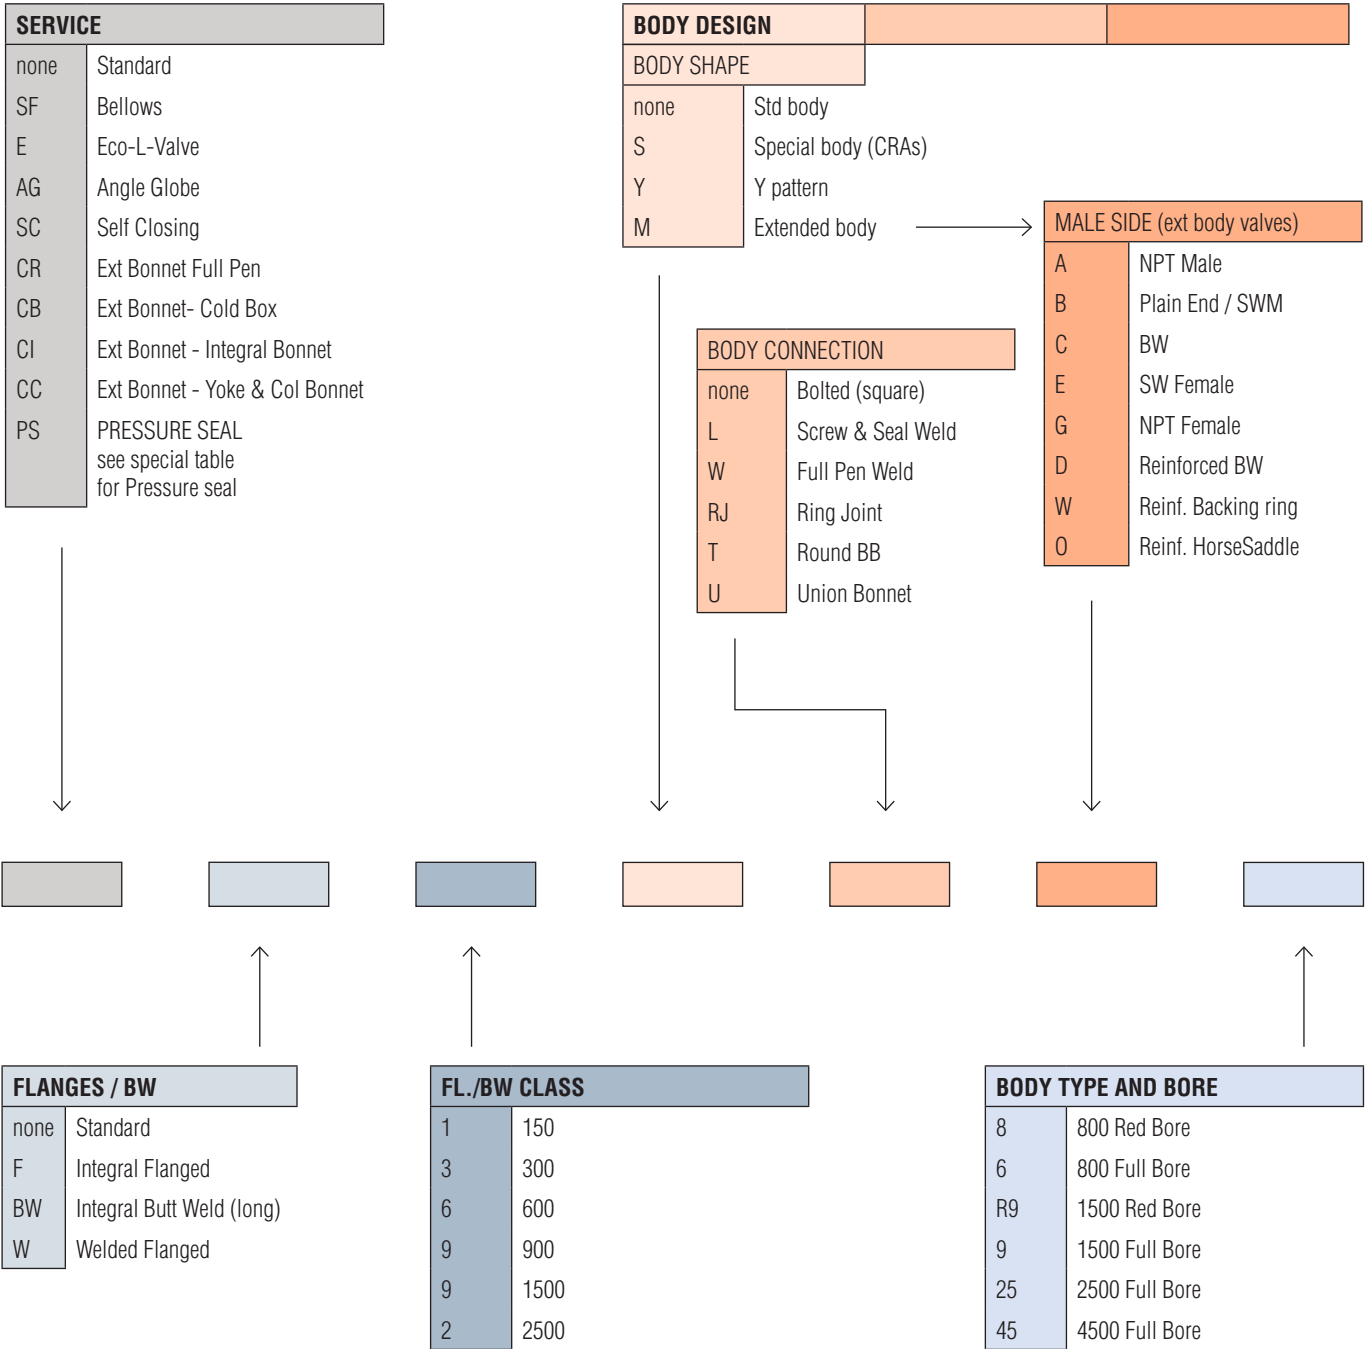 SERVICE
none Standard
SF Bellows
E Eco-L-Valve
AG Angle Globe
SC Self Closing
CR Ext Bonnet Full Pen
CB Ext Bonnet- Cold Box
CI Ext Bonnet - Integral Bonnet
CC Ext Bonnet - Yoke & Col Bonnet
PS PRESSURE SEAL
see special table
for Pressure seal
BODY DESIGN
BODY SHAPE
none Std body
S Special body (CRAs)
Y Y pattern
M Extended body
MALE SIDE (ext body valves)
A NPT Male
B Plain End / SWM
C BW
E SW Female
G NPT Female
D Reinforced BW
W Reinf. Backing ring
O Reinf. HorseSaddle
BODY CONNECTION
none Bolted (square)
L Screw & Seal Weld
W Full Pen Weld
RJ Ring Joint
T Round BB
U Union Bonnet
FLANGES / BW
none Standard
F Integral Flanged
BW Integral Butt Weld (long)
W Welded Flanged
FL./BW CLASS
1 150
3 300
6 600
9 900
9 1500
2 2500
BODY TYPE AND BORE
8 800 Red Bore
6 800 Full Bore
R9 1500 Red Bore
9 1500 Full Bore
25 2500 Full Bore
45 4500 Full Bore